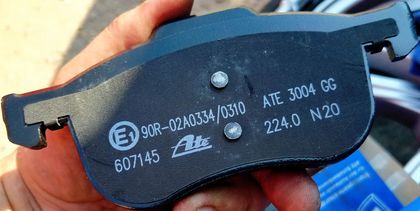 E1 90R-02A0334/0310 ATE 3004 GG
607145 Ate 224.0 N20